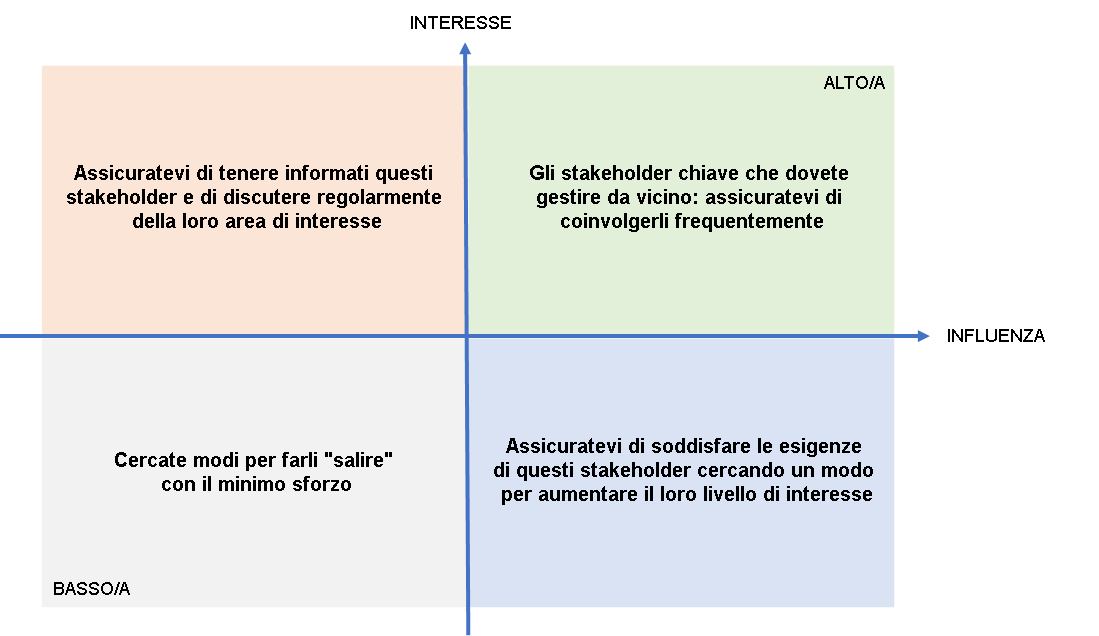 INTERESSE
ALTO/A
Assicuratevi di tenere informati questi
stakeholder e di discutere regolarmente
della loro area di interesse
Gli stakeholder chiave che dovete
gestire da vicino: assicuratevi di
coinvolgerli frequentemente
INFLUENZA
Cercate modi per farli "salire"
con il minimo sforzo
Assicuratevi di soddisfare le esigenze
di questi stakeholder cercando un modo
per aumentare il loro livello di interesse
BASSO/A